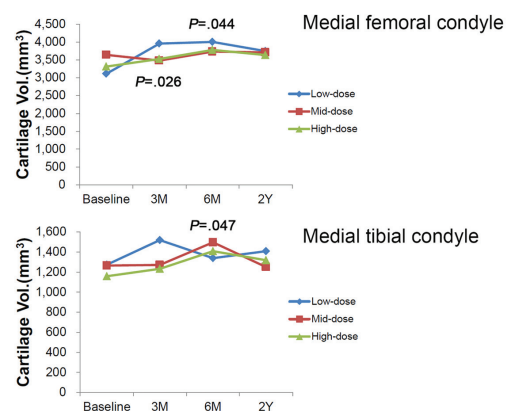 Medial femoral condyle
P=.044
P=.026
Cartilage Vol.(mm³)
4,500
4,000
3,500
3,000
2,500
2,000
1,500
1,000
500
0
Baseline 3M 6M 2Y
Low-dose
Mid-dose
High-dose
Medial tibial condyle
P=.047
Cartilage Vol.(mm³)
1,600
1,400
1,200
1,000
800
600
400
200
0
Baseline 3M 6M 2Y
Low-dose
Mid-dose
High-dose